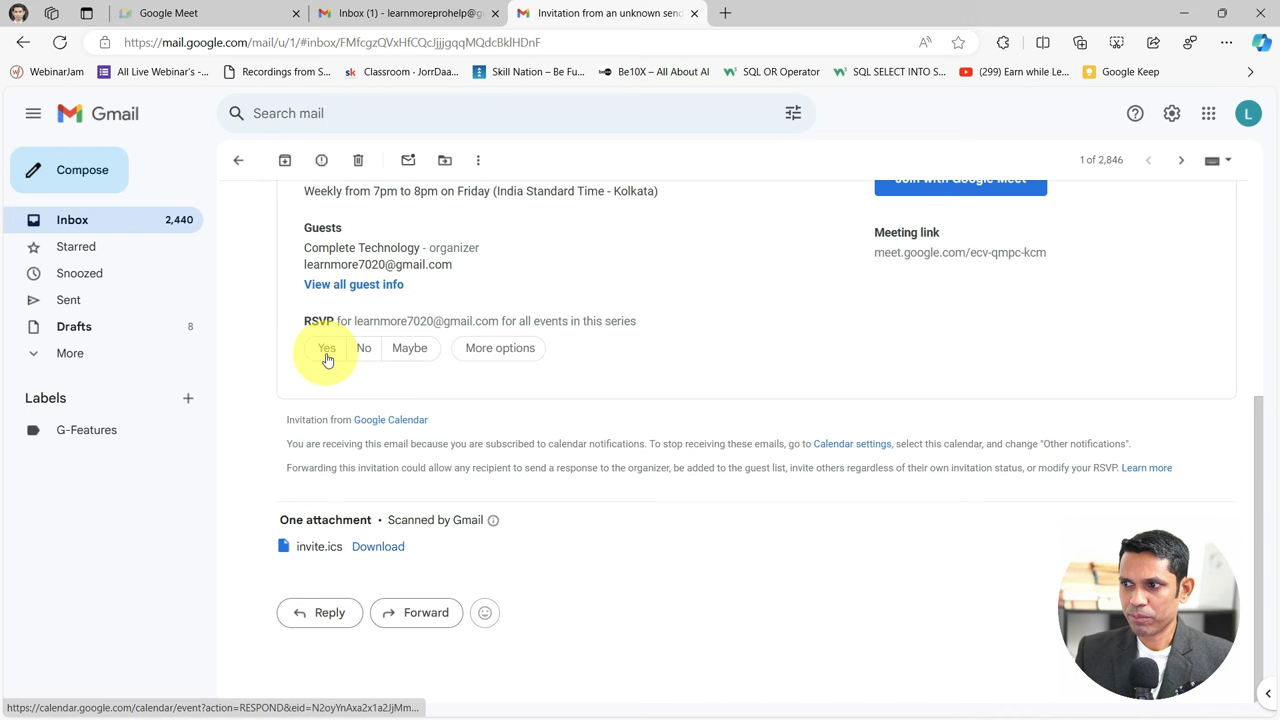 Google Meet
Inbox (1) - learnmoreprohelp@g
Invitation from an unknown send
https://mail.google.com/mail/u/1/#inbox/FMfcgzQVxHfCQcJjjjgqqMQdcBklHDnF
WebinarJam
All Live Webinar's -...
Recordings from S...
sk Classroom - JorrDaa...
Skill Nation – Be Fu...
Be10X – All About AI
SQL OR Operator
SQL SELECT INTO S...
(299) Earn while Le...
Google Keep
Gmail
Search mail
L
Compose
1 of 2,846
Inbox 2,440
Starred
Snoozed
Sent
Drafts 8
More
Labels
G-Features
Weekly from 7pm to 8pm on Friday (India Standard Time - Kolkata)
Join with Google Meet
Guests
Complete Technology - organizer
learnmore7020@gmail.com
View all guest info
Meeting link
meet.google.com/ecv-qmpc-kcm
RSVP for learnmore7020@gmail.com for all events in this series
Yes No Maybe More options
Invitation from Google Calendar
You are receiving this email because you are subscribed to calendar notifications. To stop receiving these emails, go to Calendar settings, select this calendar, and change "Other notifications".
Forwarding this invitation could allow any recipient to send a response to the organizer, be added to the guest list, invite others regardless of their own invitation status, or modify your RSVP. Learn more
One attachment • Scanned by Gmail
invite.ics Download
Reply Forward
https://calendar.google.com/calendar/event?action=RESPOND&eid=N2oyYnAxa2x1a2JjMm...